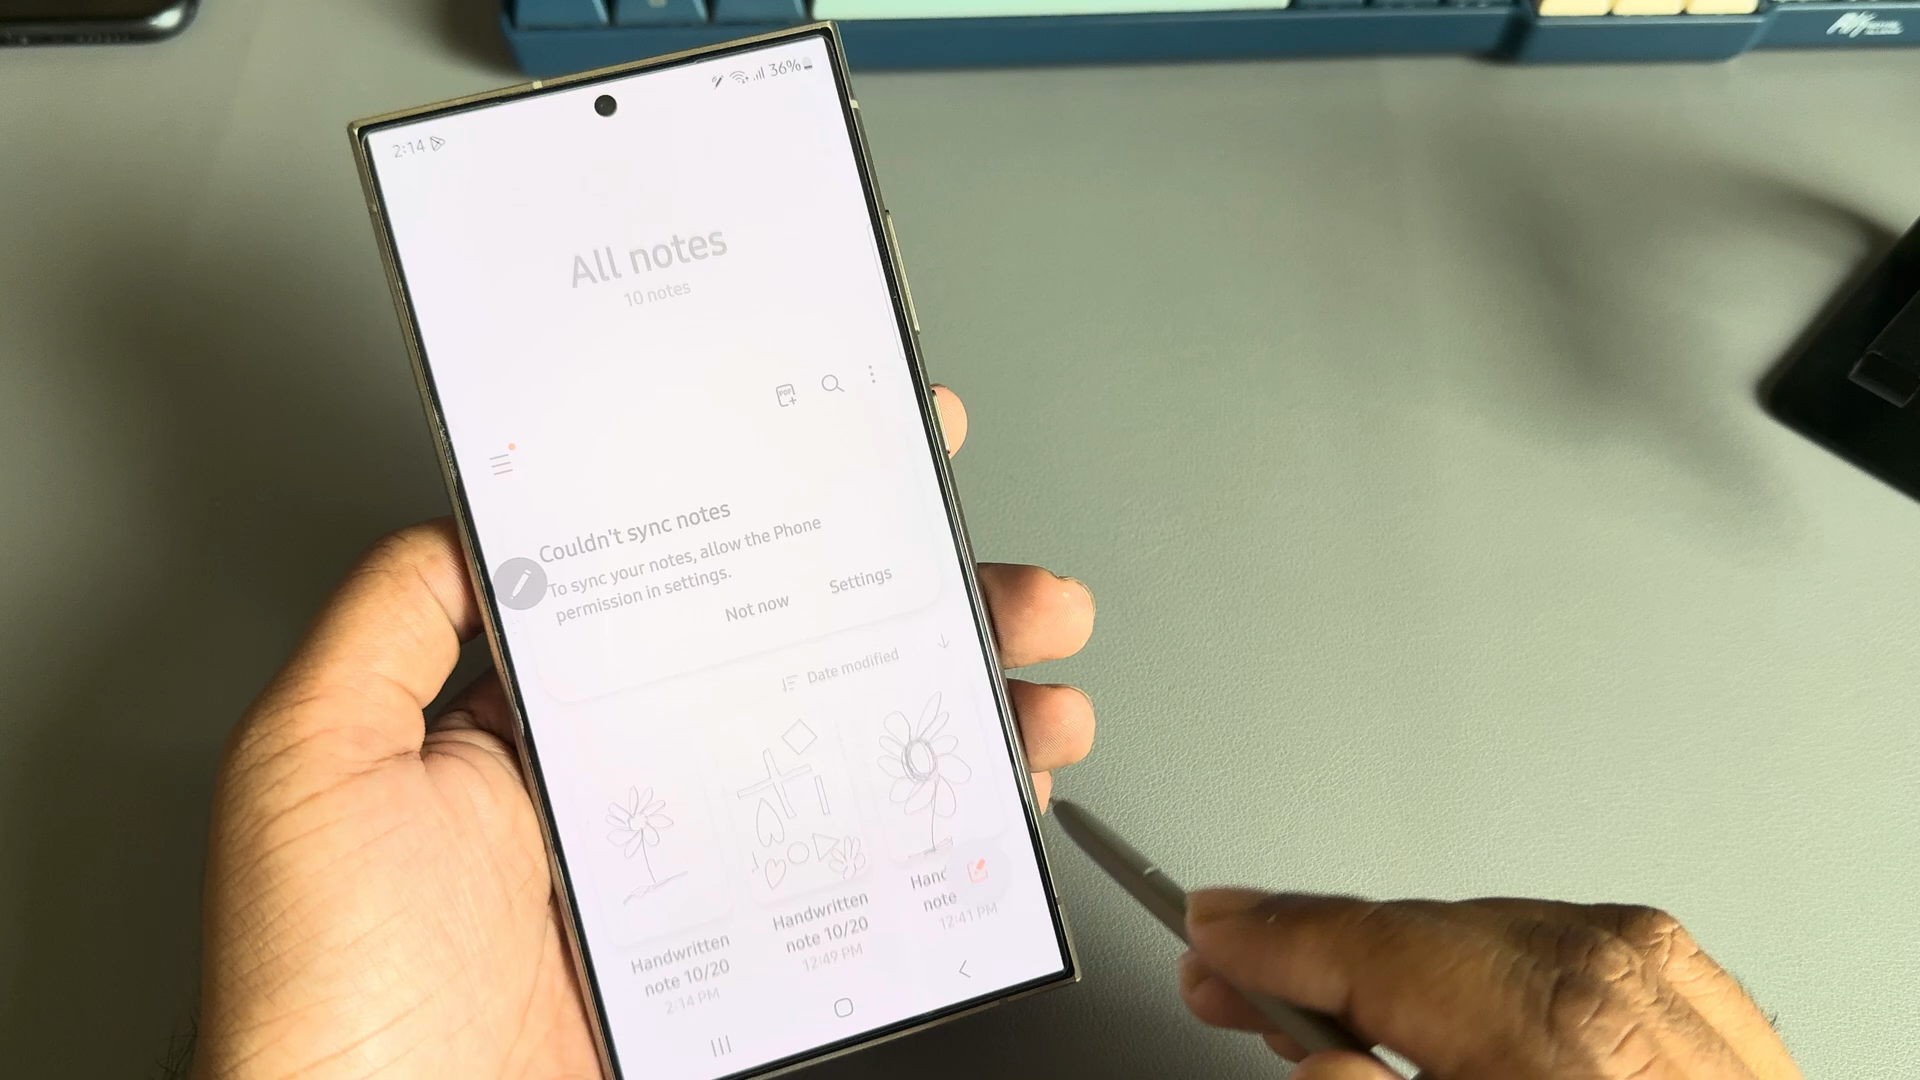 2:14
36%
All notes
10 notes
Couldn't sync notes
To sync your notes, allow the Phone
permission in settings.
Not now
Settings
Date modified
Handwritten
note 10/20
2:14 PM
Handwritten
note 10/20
12:49 PM
Hand
note
12:41 PM
PDF